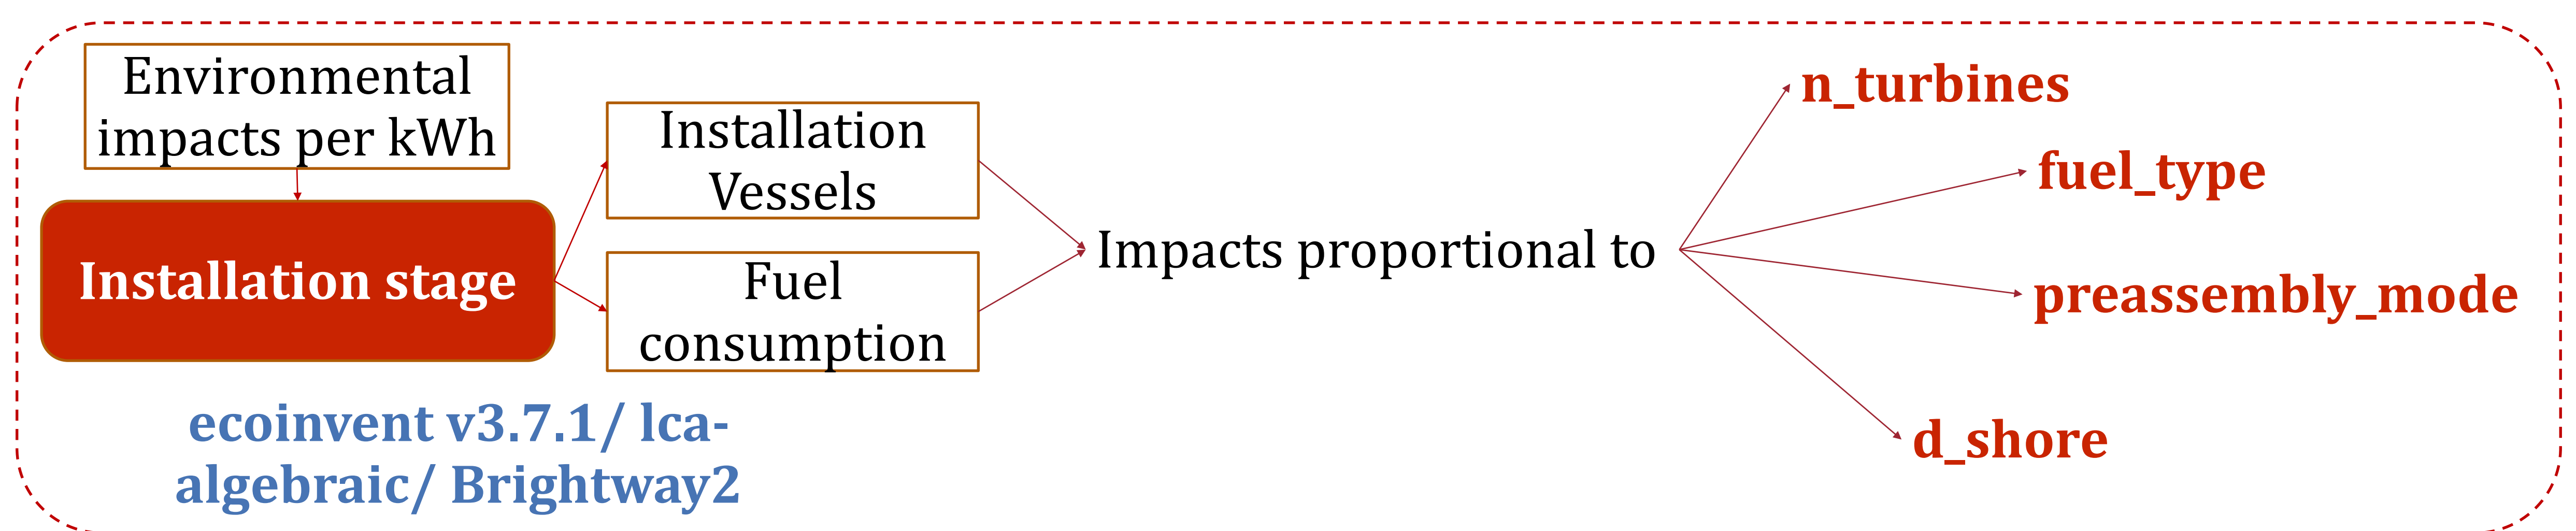 Environmental
impacts per kWh
Installation stage
ecoinvent v3.7.1/ lca-
algebraic/ Brightway2
Installation
Vessels
Fuel
consumption
Impacts proportional to
n_turbines
fuel_type
preassembly_mode
d_shore